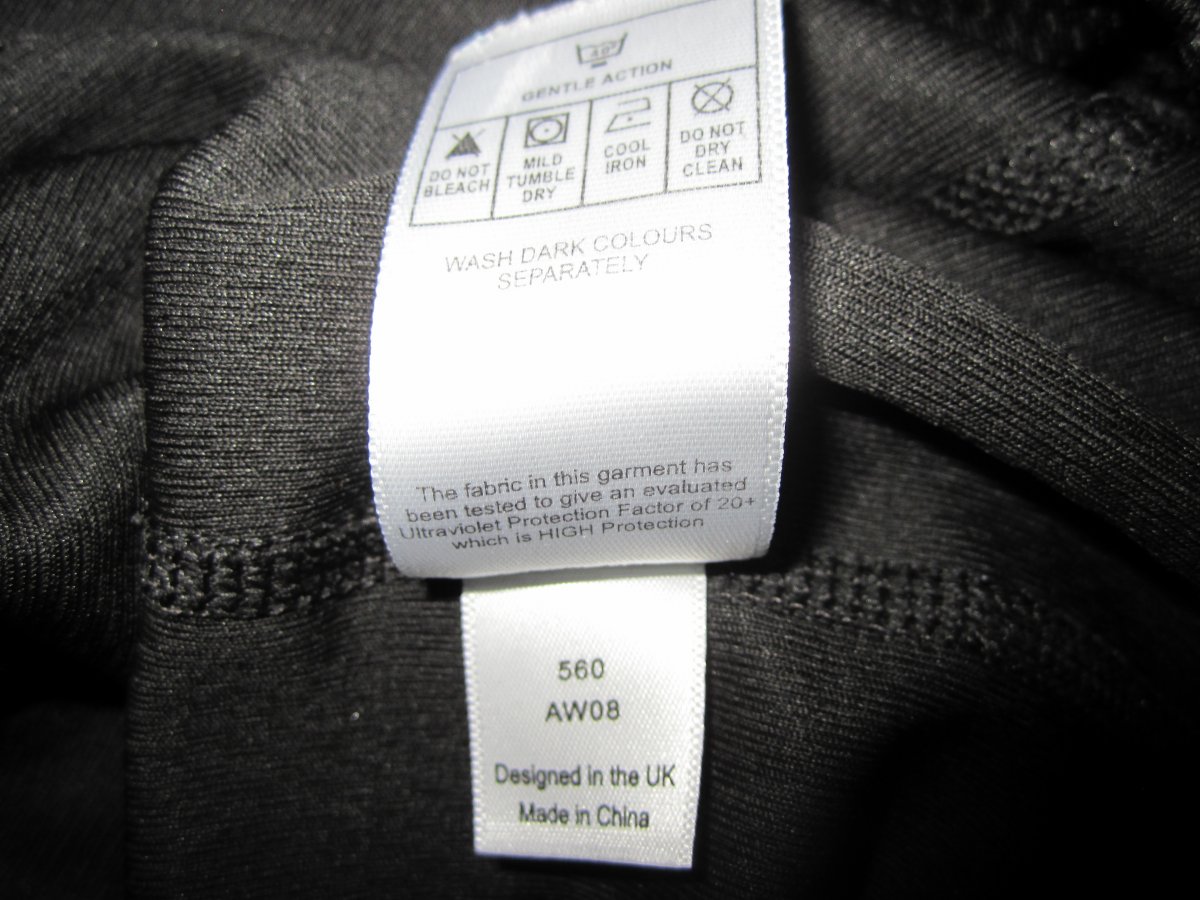 40°
GENTLE ACTION
DO NOT
BLEACH
MILD
TUMBLE
DRY
COOL
IRON
DO NOT
DRY
CLEAN
WASH DARK COLOURS
SEPARATELY
The fabric in this garment has
been tested to give an evaluated
Ultraviolet Protection Factor of 20+
which is HIGH Protection
560
AW08
Designed in the UK
Made in China